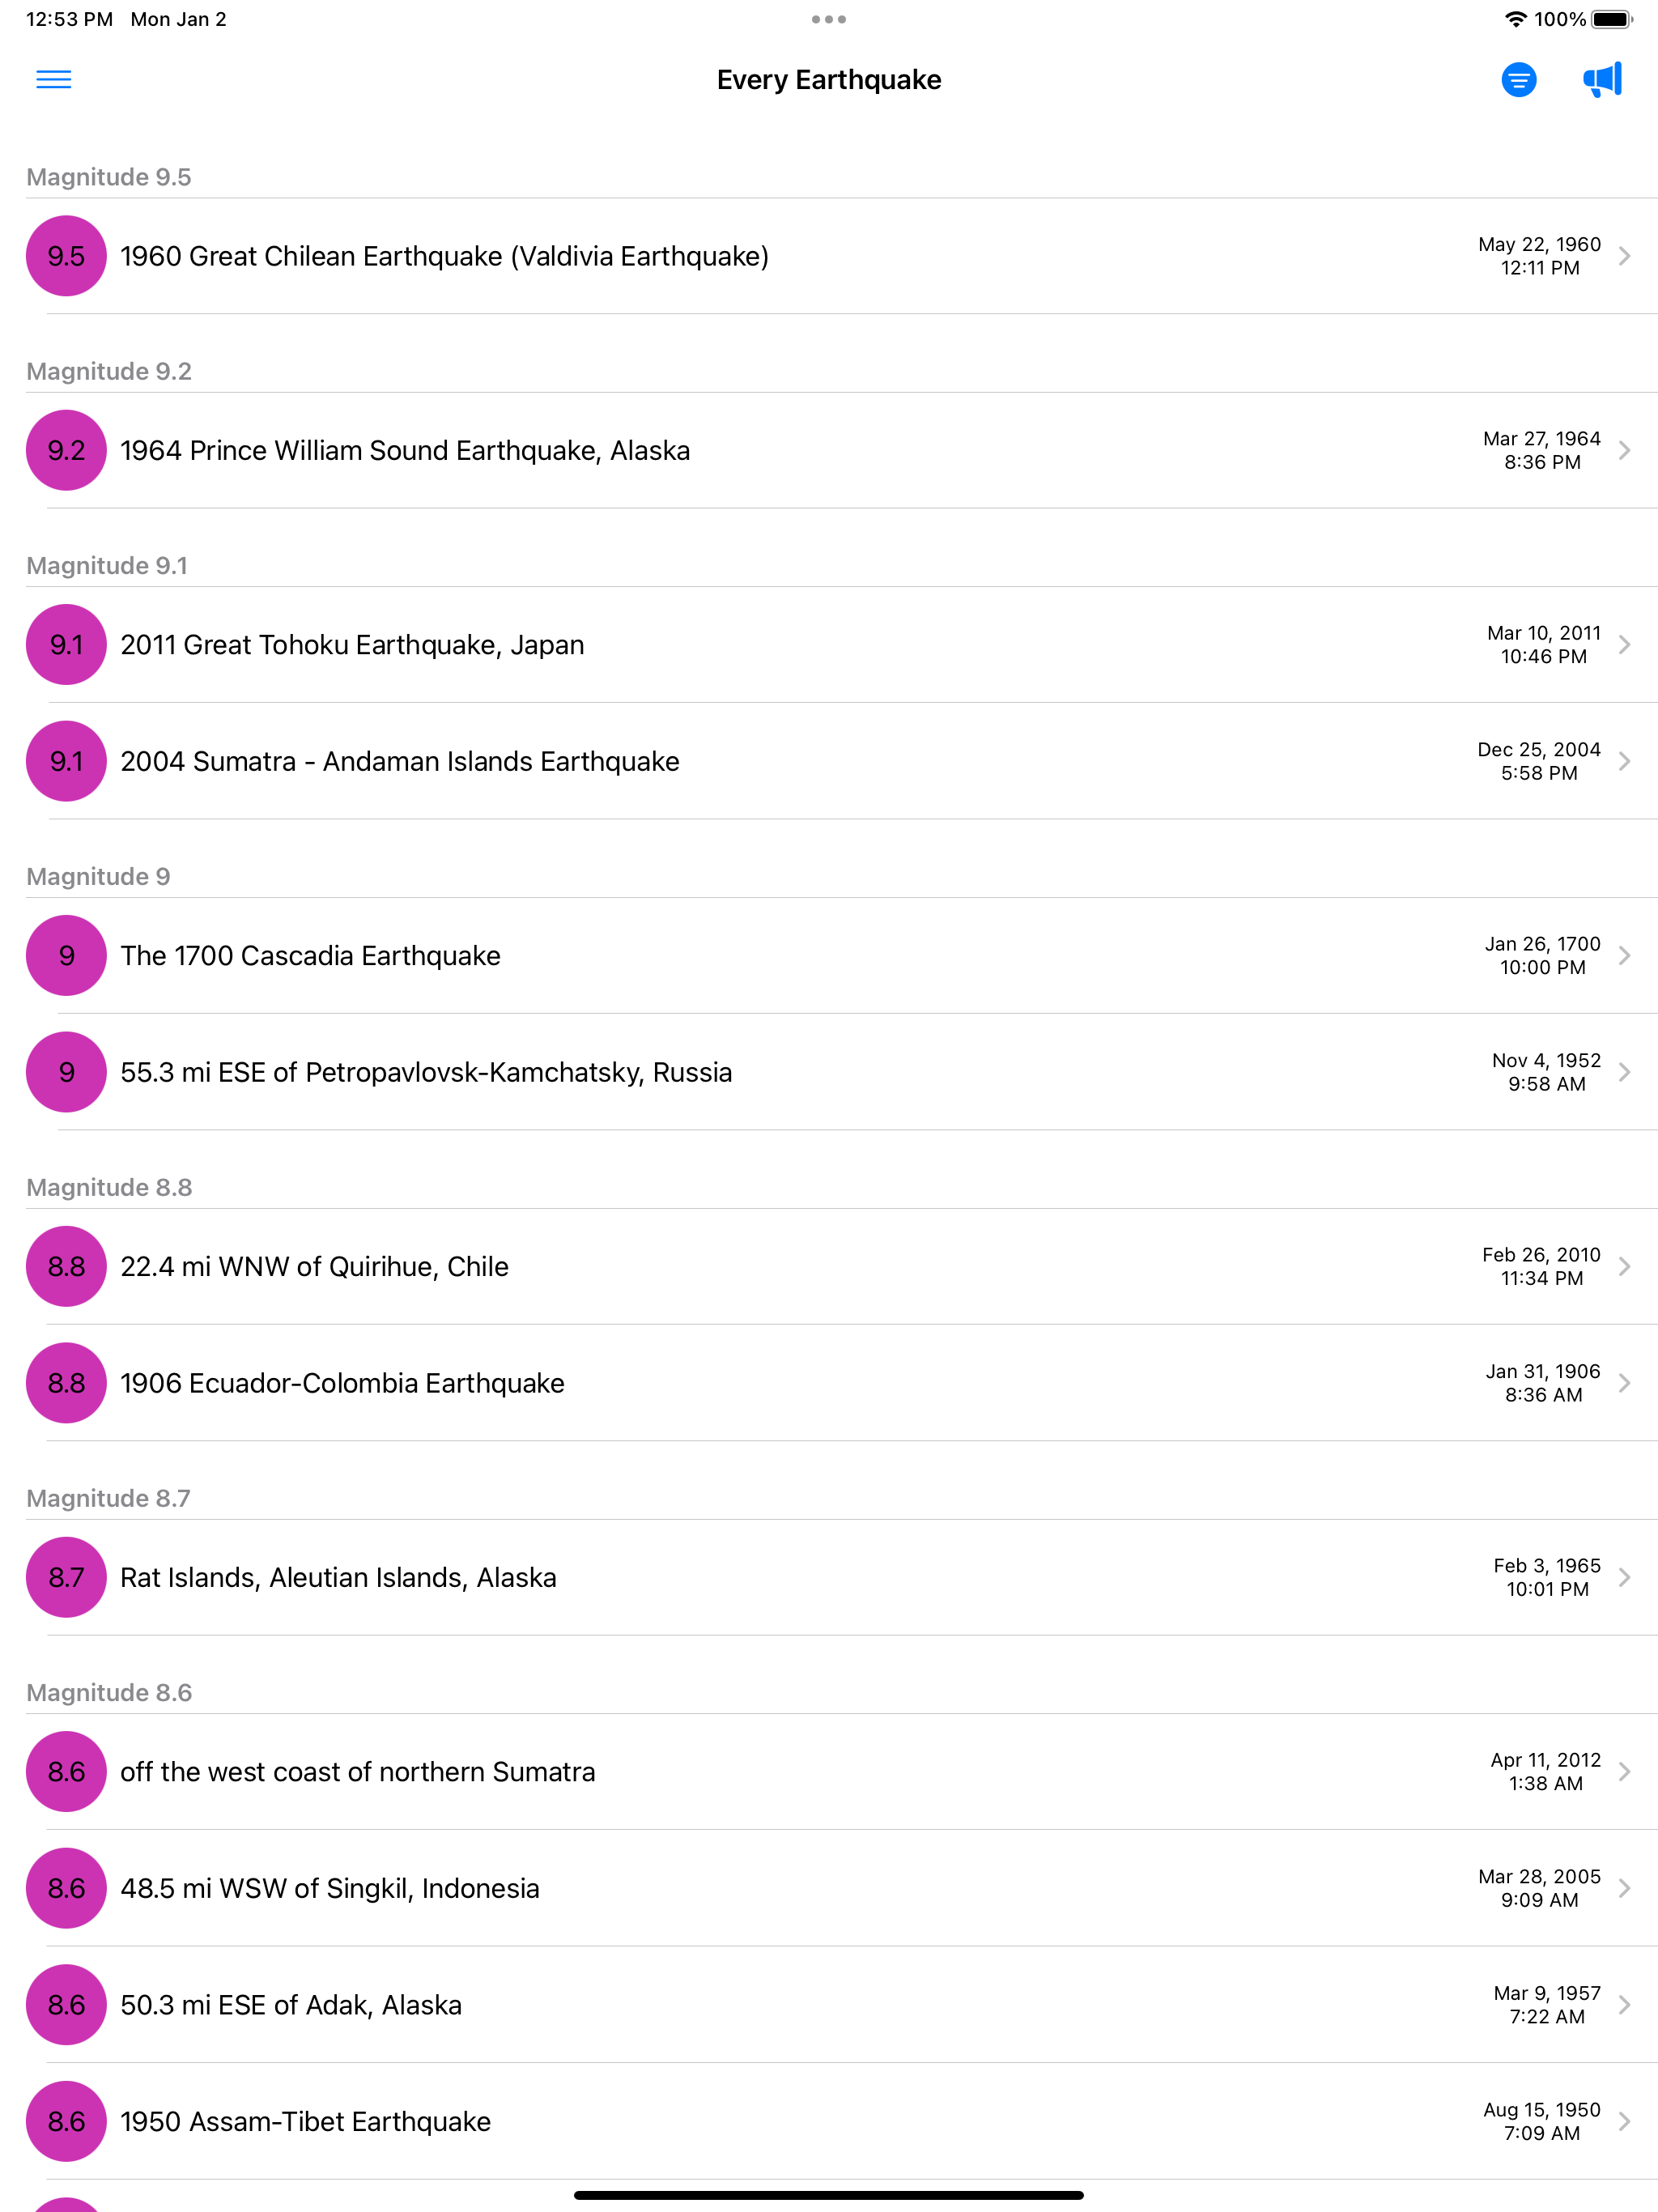 12:53 PM Mon Jan 2
100%
Every Earthquake
Magnitude 9.5
9.5 1960 Great Chilean Earthquake (Valdivia Earthquake) May 22, 1960
12:11 PM
Magnitude 9.2
9.2 1964 Prince William Sound Earthquake, Alaska Mar 27, 1964
8:36 PM
Magnitude 9.1
9.1 2011 Great Tohoku Earthquake, Japan Mar 10, 2011
10:46 PM
9.1 2004 Sumatra - Andaman Islands Earthquake Dec 25, 2004
5:58 PM
Magnitude 9
9 The 1700 Cascadia Earthquake Jan 26, 1700
10:00 PM
9 55.3 mi ESE of Petropavlovsk-Kamchatsky, Russia Nov 4, 1952
9:58 AM
Magnitude 8.8
8.8 22.4 mi WNW of Quirihue, Chile Feb 26, 2010
11:34 PM
8.8 1906 Ecuador-Colombia Earthquake Jan 31, 1906
8:36 AM
Magnitude 8.7
8.7 Rat Islands, Aleutian Islands, Alaska Feb 3, 1965
10:01 PM
Magnitude 8.6
8.6 off the west coast of northern Sumatra Apr 11, 2012
1:38 AM
8.6 48.5 mi WSW of Singkil, Indonesia Mar 28, 2005
9:09 AM
8.6 50.3 mi ESE of Adak, Alaska Mar 9, 1957
7:22 AM
8.6 1950 Assam-Tibet Earthquake Aug 15, 1950
7:09 AM